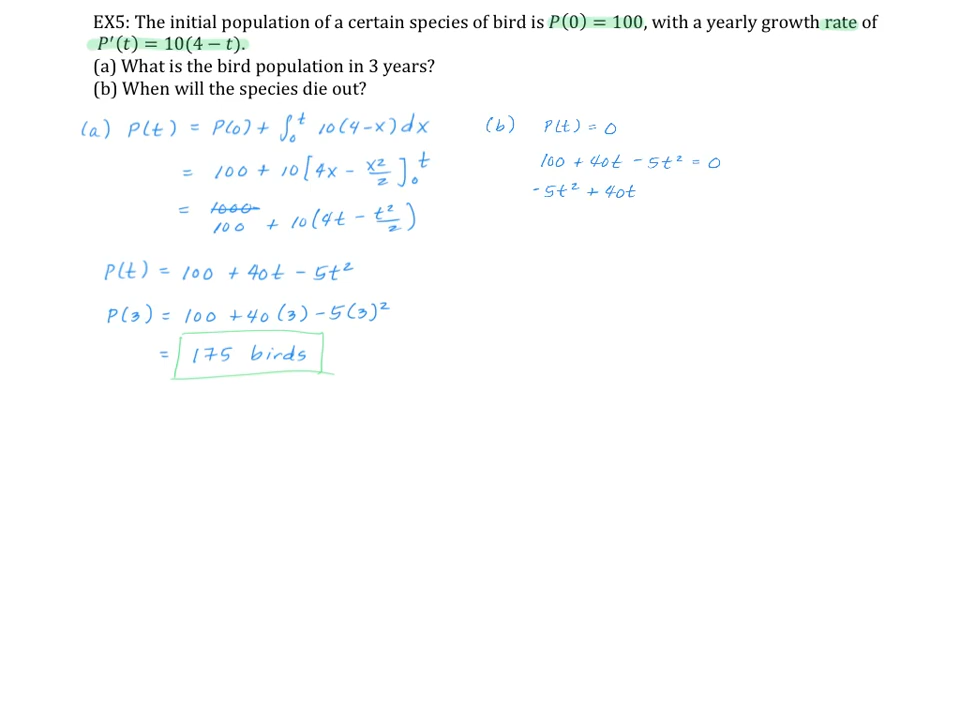 EX5: The initial population of a certain species of bird is P(0) = 100, with a yearly growth rate of
P′(t) = 10(4 − t).
(a) What is the bird population in 3 years?
(b) When will the species die out?
(a) P(t) = P(0) + ∫₀ᵗ 10(4-x)dx
= 100 + 10[4x - x²/2]₀ᵗ
= ~~1000~~ 100 + 10(4t - t²/2)
P(t) = 100 + 40t - 5t²
P(3) = 100 + 40(3) - 5(3)²
= 175 birds
(b) P(t) = 0
100 + 40t - 5t² = 0
-5t² + 40t